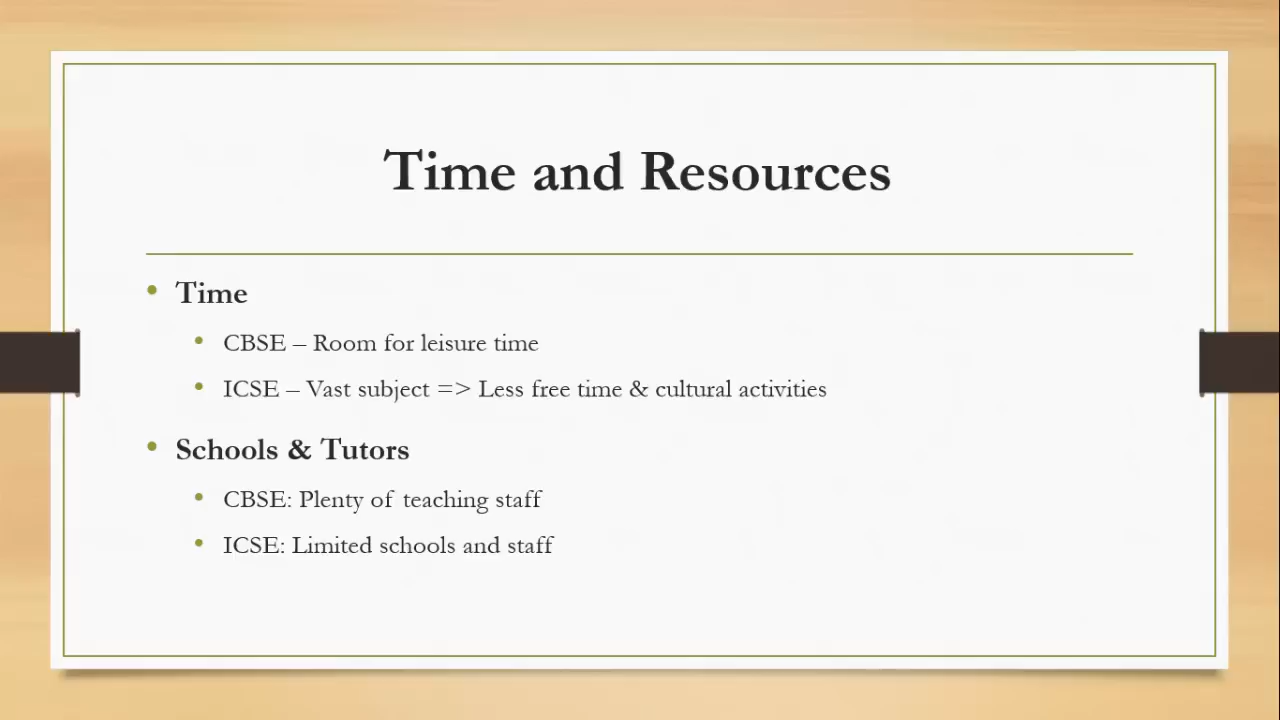 Time and Resources
• Time
• CBSE – Room for leisure time
• ICSE – Vast subject => Less free time & cultural activities
• Schools & Tutors
• CBSE: Plenty of teaching staff
• ICSE: Limited schools and staff